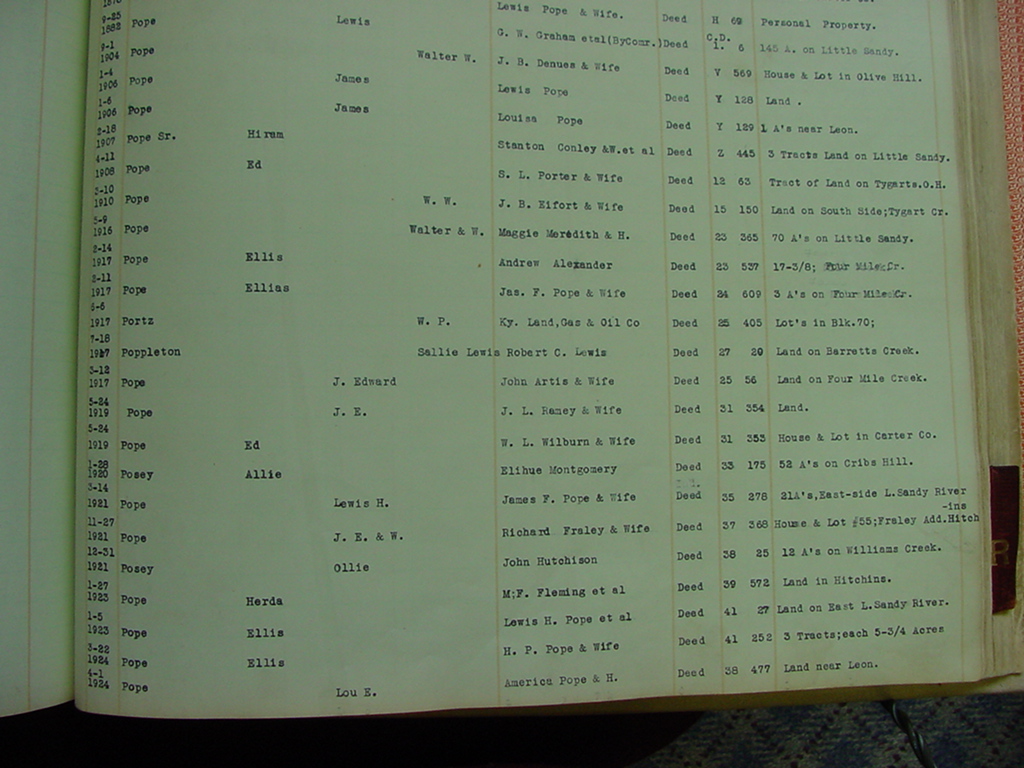 1876
9-25
1882 Pope Lewis Lewis Pope & Wife. Deed H 69 Personal Property.
G. W. Graham etal(ByComr.)Deed C.D. 1. 6 145 A. on Little Sandy.
9-1
1904 Pope Walter W. J. B. Denues & Wife Deed V 569 House & Lot in Olive Hill.
1-4
1906 Pope James Lewis Pope Deed Y 128 Land .
1-6
1906 Pope James Louisa Pope Deed Y 129 1 A's near Leon.
2-18
1907 Pope Sr. Hiram Stanton Conley &W.et al Deed Z 445 3 Tracts Land on Little Sandy.
4-11
1908 Pope Ed S. L. Porter & Wife Deed 12 63 Tract of Land on Tygarts.O.H.
3-10
1910 Pope W. W. J. B. Eifort & Wife Deed 15 150 Land on South Side;Tygart Cr.
5-9
1916 Pope Walter & W. Maggie Meredith & H. Deed 23 365 70 A's on Little Sandy.
2-14
1917 Pope Ellis Andrew Alexander Deed 23 537 17-3/8; Four Mile Cr.
2-11
1917 Pope Ellias Jas. F. Pope & Wife Deed 24 609 3 A's on Four Mile Cr.
5-6
1917 Portz W. P. Ky. Land,Gas & Oil Co Deed 25 405 Lot's in Blk.70;
7-18
1917 Poppleton Sallie Lewis Robert C. Lewis Deed 27 20 Land on Barretts Creek.
3-12
1917 Pope J. Edward John Artis & Wife Deed 25 56 Land on Four Mile Creek.
5-24
1919 Pope J. E. J. L. Raney & Wife Deed 31 354 Land.
5-24
1919 Pope Ed W. L. Wilburn & Wife Deed 31 353 House & Lot in Carter Co.
1-28
1920 Posey Allie Elihue Montgomery Deed 33 175 52 A's on Cribs Hill.
3-14
1921 Pope Lewis H. James F. Pope & Wife Deed 35 278 21A's,East-side L.Sandy River
-ins
11-27
1921 Pope J. E. & W. Richard Fraley & Wife Deed 37 368 House & Lot #55;Fraley Add.Hitch
12-31
1921 Posey Ollie John Hutchison Deed 38 25 12 A's on Williams Creek.
1-27
1923 Pope Herda M;F. Fleming et al Deed 39 572 Land in Hitchins.
1-5
1923 Pope Ellis Lewis H. Pope et al Deed 41 27 Land on East L.Sandy River.
3-22
1924 Pope Ellis H. P. Pope & Wife Deed 41 252 3 Tracts;each 5-3/4 Acres
4-1
1924 Pope Lou E. America Pope & H. Deed 38 477 Land near Leon.
R